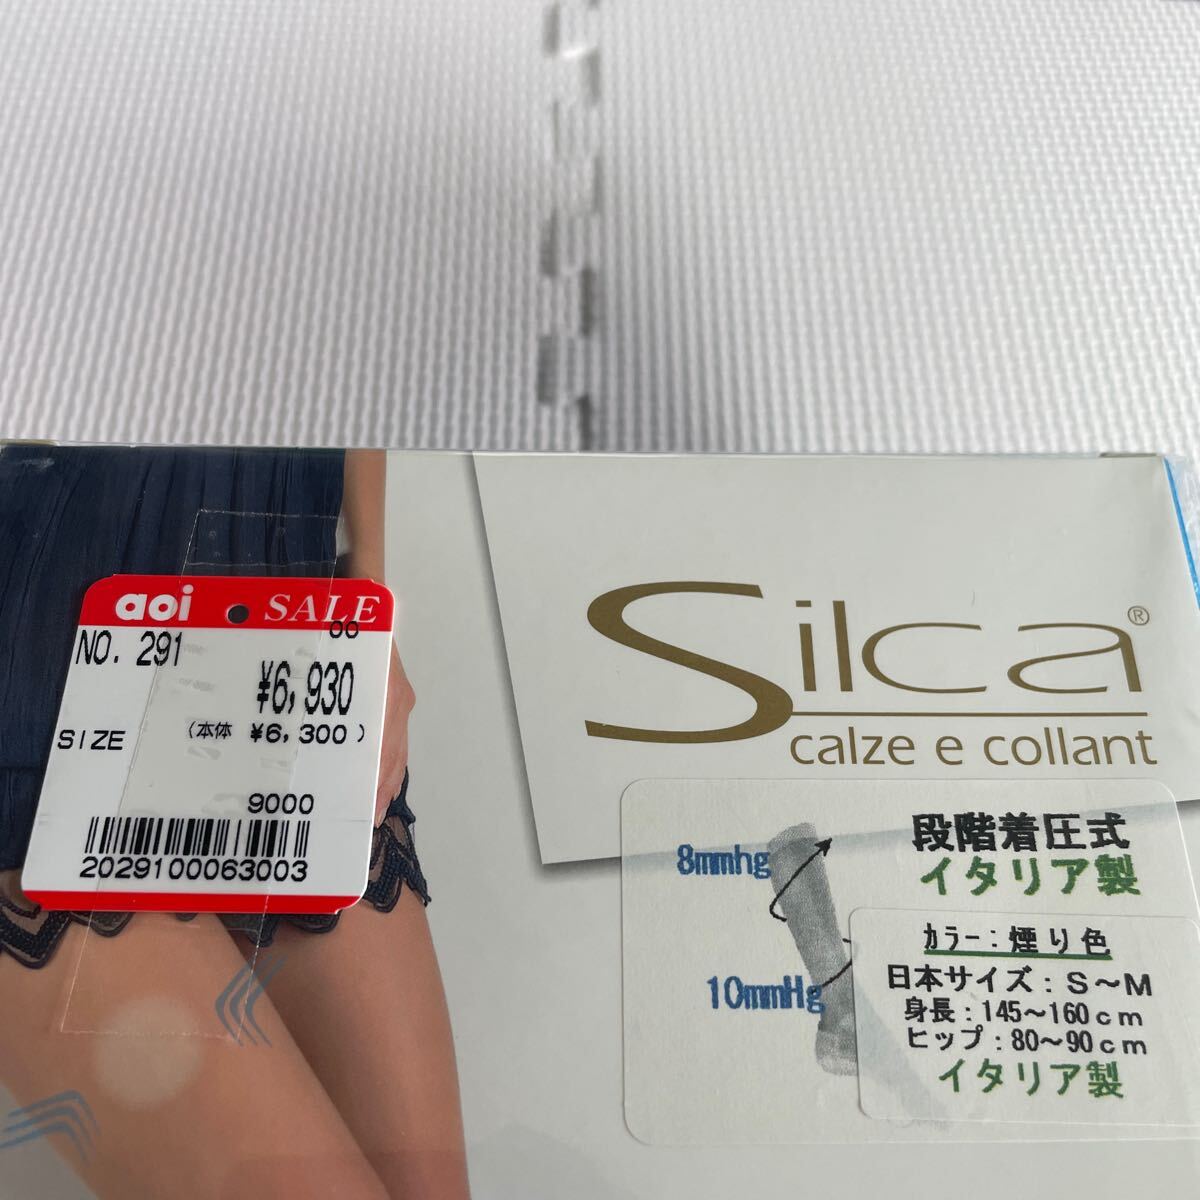 aoi SALE
00
NO. 291
¥6,930
SIZE
(本体 ¥6,300)
9000
2029100063003
Silca®
calze e collant
段階着圧式
イタリア製
8mmhg
10mmHg
カラー:煙り色
日本サイズ:S～M
身長:145～160cm
ヒップ:80～90cm
イタリア製